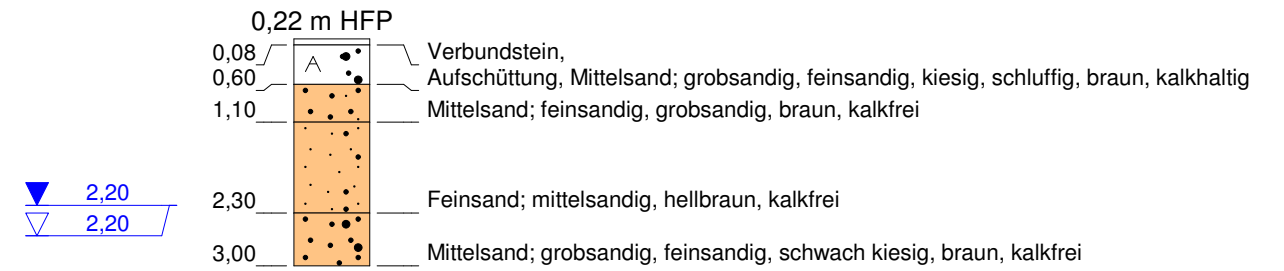 0,22 m HFP
0,08 Verbundstein,
A
0,60 Aufschüttung, Mittelsand; grobsandig, feinsandig, kiesig, schluffig, braun, kalkhaltig
1,10 Mittelsand; feinsandig, grobsandig, braun, kalkfrei
2,20
2,30 Feinsand; mittelsandig, hellbraun, kalkfrei
2,20
3,00 Mittelsand; grobsandig, feinsandig, schwach kiesig, braun, kalkfrei